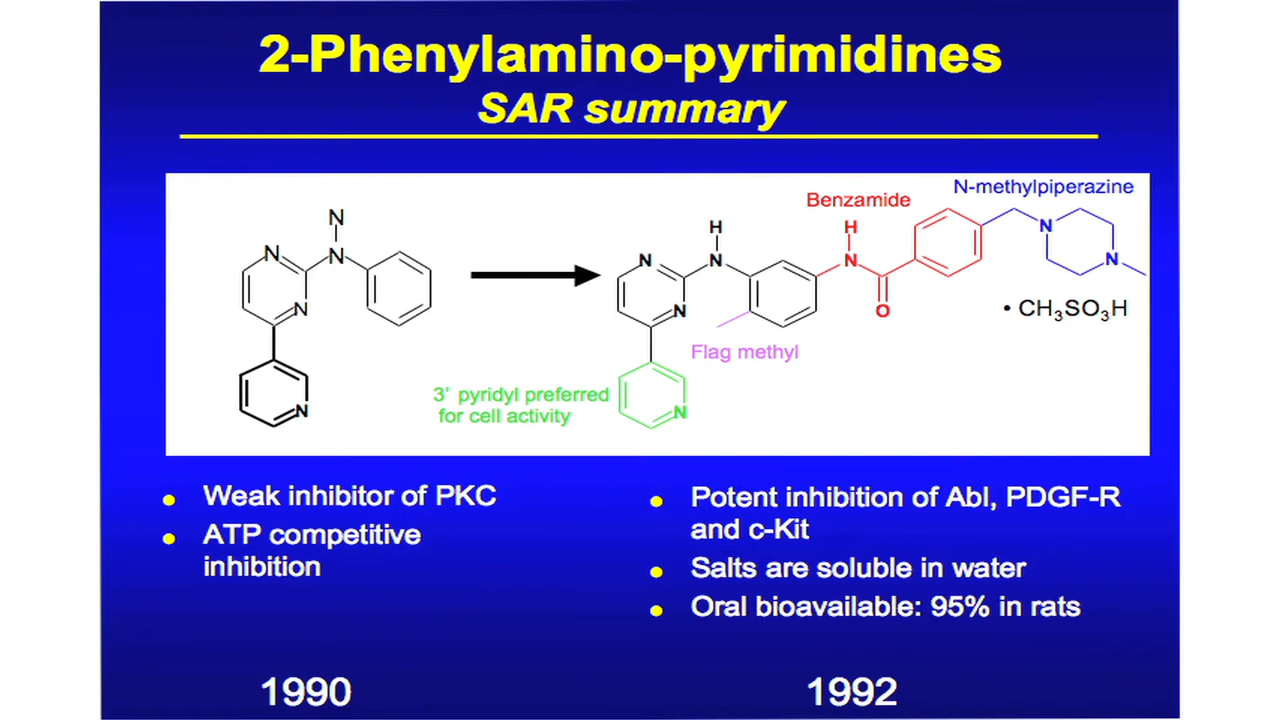 2-Phenylamino-pyrimidines
SAR summary
N
N
N
N
N
3' pyridyl preferred
for cell activity
N
N
H
N
N
Flag methyl
Benzamide
H
N
O
N-methylpiperazine
N
N
• CH₃SO₃H
• Weak inhibitor of PKC
• ATP competitive
inhibition
1990
• Potent inhibition of Abl, PDGF-R
and c-Kit
• Salts are soluble in water
• Oral bioavailable: 95% in rats
1992